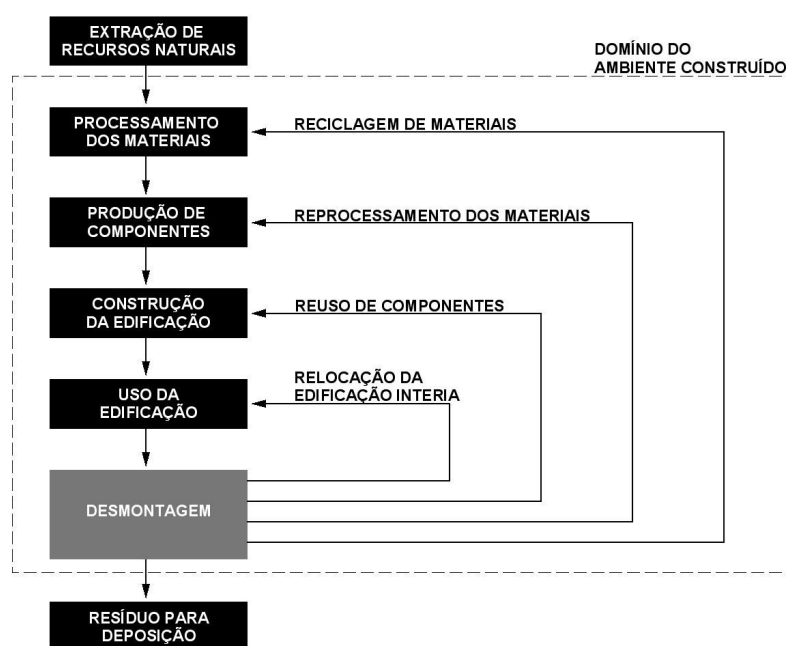 EXTRAÇÃO DE
RECURSOS NATURAIS
DOMÍNIO DO
AMBIENTE CONSTRUÍDO
PROCESSAMENTO
DOS MATERIAIS
RECICLAGEM DE MATERIAIS
PRODUÇÃO DE
COMPONENTES
REPROCESSAMENTO DOS MATERIAIS
CONSTRUÇÃO
DA EDIFICAÇÃO
REUSO DE COMPONENTES
USO DA
EDIFICAÇÃO
RELOCAÇÃO DA
EDIFICAÇÃO INTERIA
DESMONTAGEM
RESÍDUO PARA
DEPOSIÇÃO